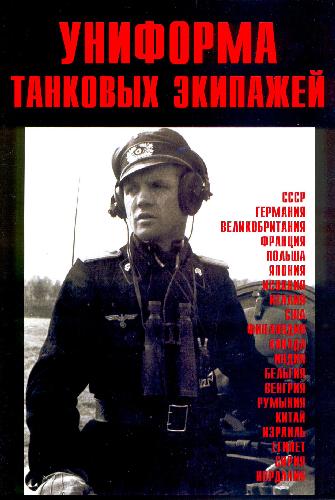 УНИФОРМА
ТАНКОВЫХ ЭКИПАЖЕЙ
СССР
ГЕРМАНИЯ
ВЕЛИКОБРИТАНИЯ
ФРАНЦИЯ
ПОЛЬША
ЯПОНИЯ
ИСПАНИЯ
ИТАЛИЯ
США
ФИНЛЯНДИЯ
КАНАДА
ИНДИЯ
БЕЛЬГИЯ
ВЕНГРИЯ
РУМЫНИЯ
КИТАЙ
ИЗРАИЛЬ
ЕГИПЕТ
СИРИЯ
ИОРДАНИЯ